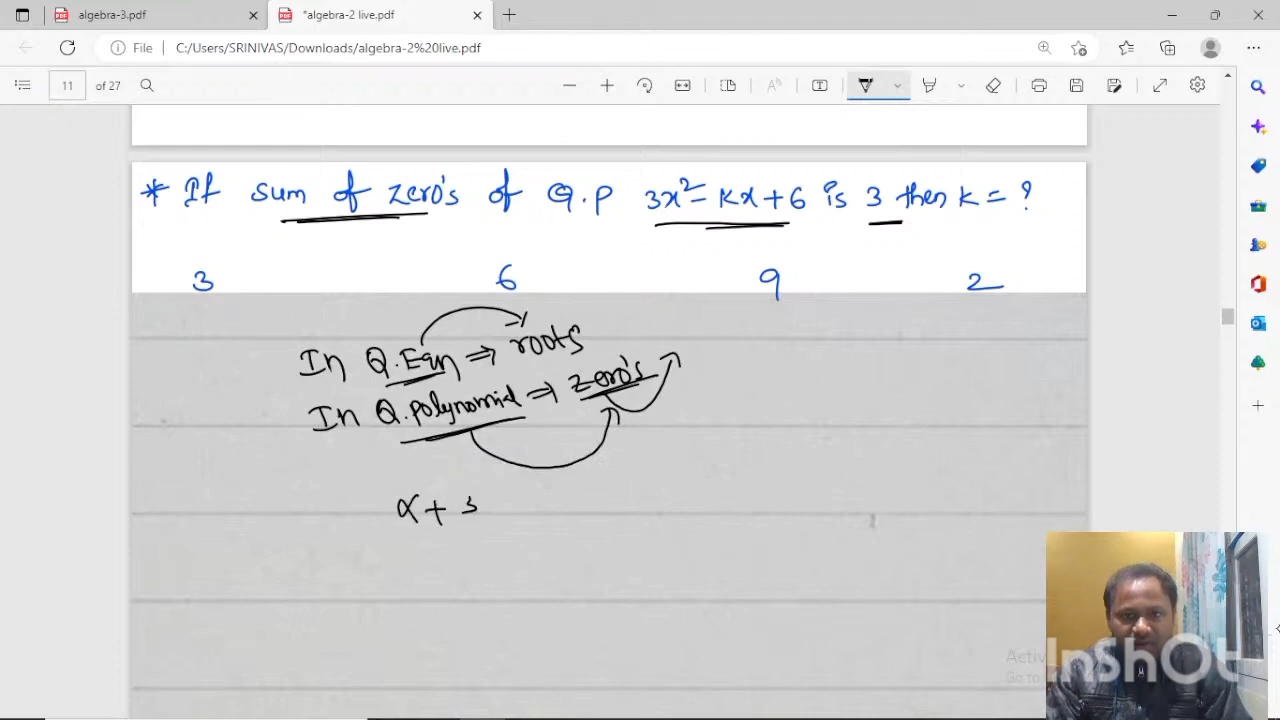 algebra-3.pdf
*algebra-2 live.pdf
File C:/Users/SRINIVAS/Downloads/algebra-2%20live.pdf
11 of 27
* If sum of zero's of Q.P 3x²-kx+6 is 3 then k = ?
3 6 9 2
In Q.Eqn ⇒ roots
In Q.polynomial ⇒ zero's
α +
InShOt